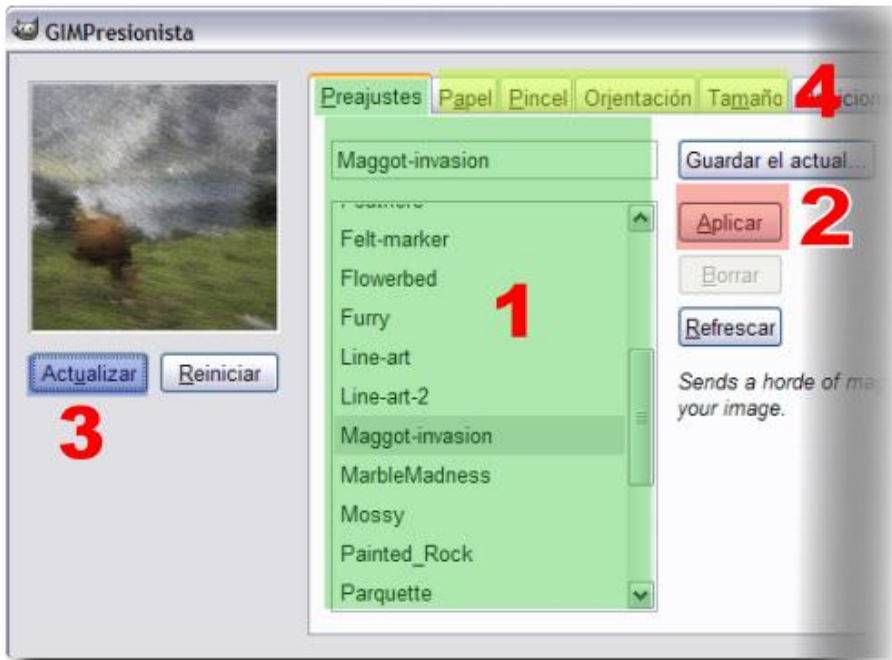 GIMPresionista
Preajustes Papel Pincel Orientación Tamaño 4
Maggot-invasion
Guardar el actual...
Felt-marker
Flowerbed
Furry
Line-art
Line-art-2
Maggot-invasion
MarbleMadness
Mossy
Painted_Rock
Parquette
1
Aplicar
2
Borrar
Refrescar
Sends a horde of
your image.
Actualizar Reiniciar
3